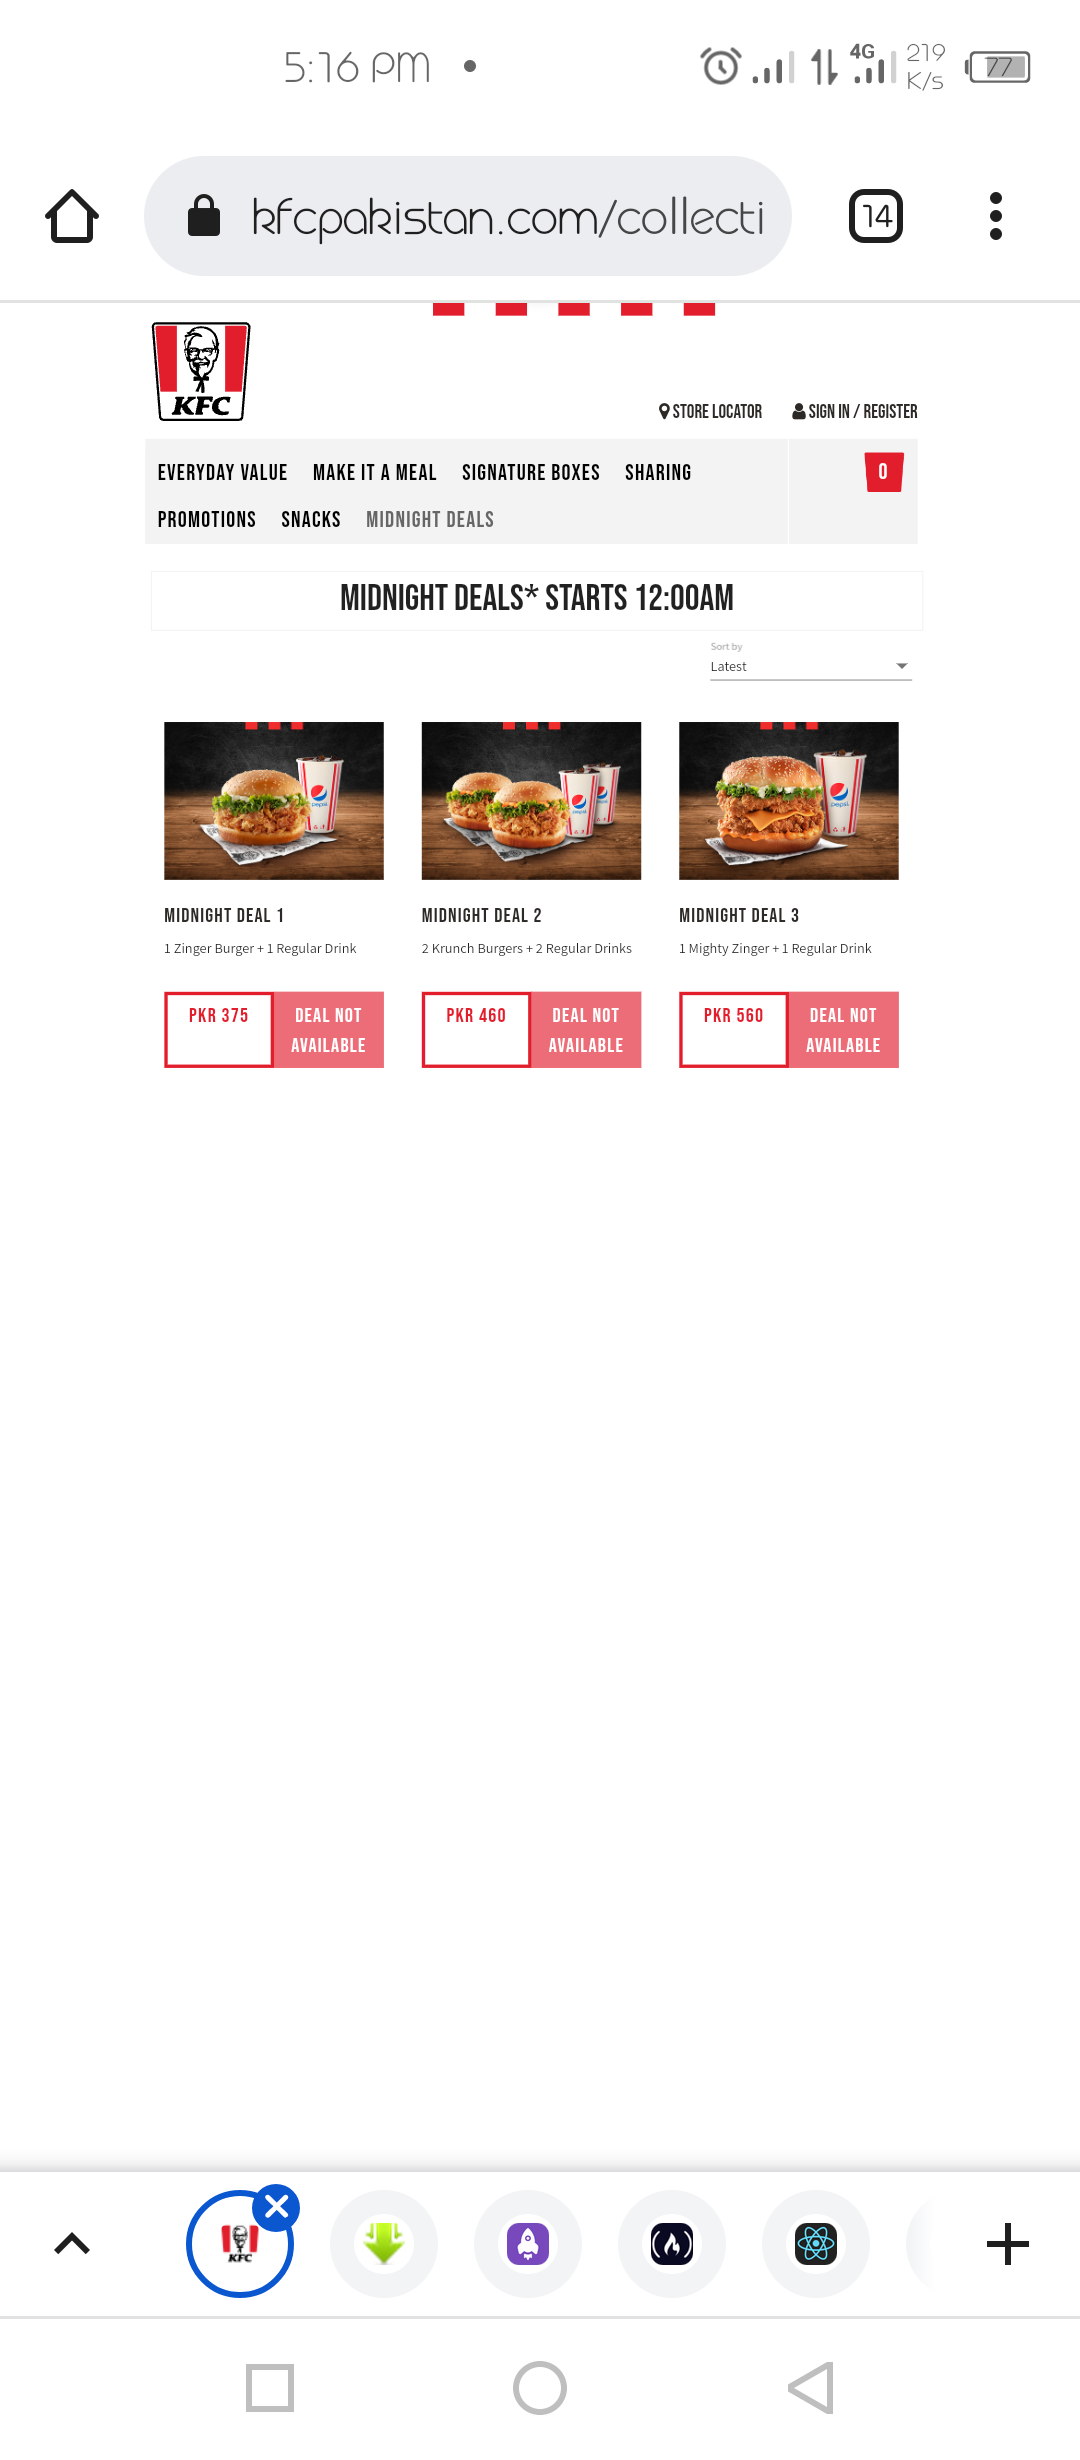 5:16 PM
4G
219
K/s
77
kfcpakistan.com/collecti
14
KFC
STORE LOCATOR
SIGN IN / REGISTER
EVERYDAY VALUE MAKE IT A MEAL SIGNATURE BOXES SHARING
0
PROMOTIONS SNACKS MIDNIGHT DEALS
MIDNIGHT DEALS* STARTS 12:00AM
Sort by
Latest
pepsi
pepsi
pepsi
pepsi
MIDNIGHT DEAL 1
1 Zinger Burger + 1 Regular Drink
PKR 375
DEAL NOT
AVAILABLE
MIDNIGHT DEAL 2
2 Krunch Burgers + 2 Regular Drinks
PKR 460
DEAL NOT
AVAILABLE
MIDNIGHT DEAL 3
1 Mighty Zinger + 1 Regular Drink
PKR 560
DEAL NOT
AVAILABLE
KFC